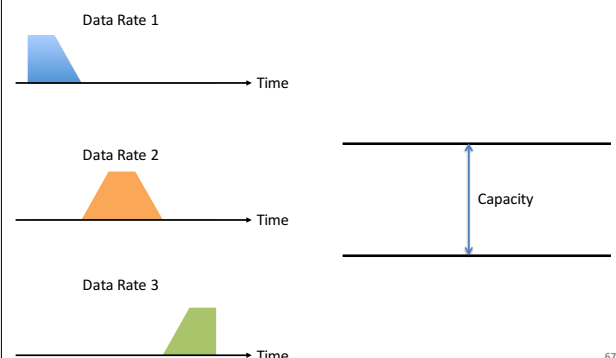 Data Rate 1
Time
Data Rate 2
Time
Capacity
Data Rate 3
Time
67